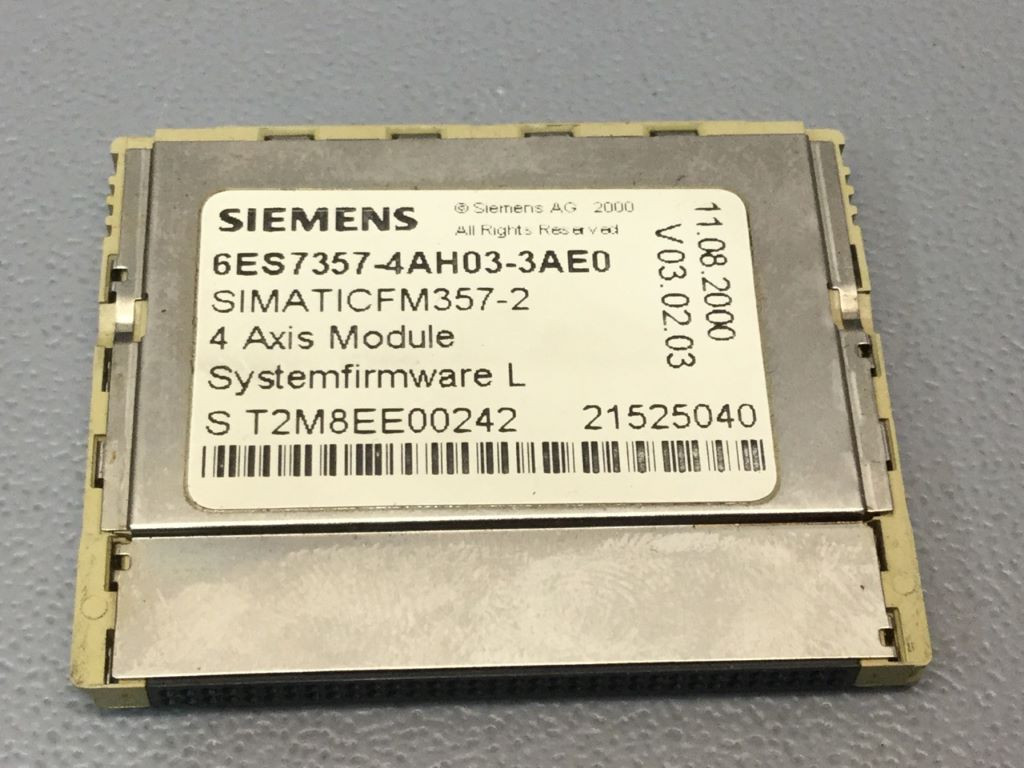 SIEMENS
© Siemens AG 2000
All Rights Reserved
6ES7357-4AH03-3AE0
SIMATICFM357-2
4 Axis Module
Systemfirmware L
S T2M8EE00242 21525040
11.08.2000
V03.02.03